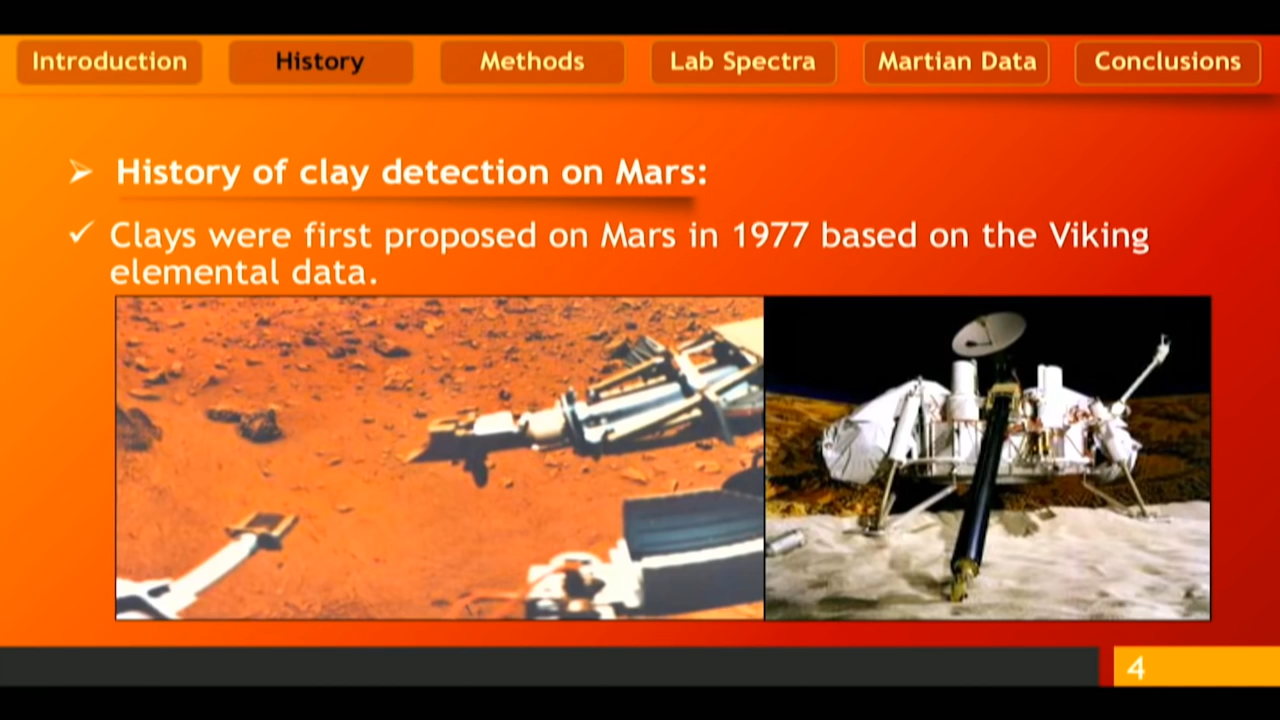 Introduction
History
Methods
Lab Spectra
Martian Data
Conclusions
History of clay detection on Mars:
Clays were first proposed on Mars in 1977 based on the Viking
elemental data.
4